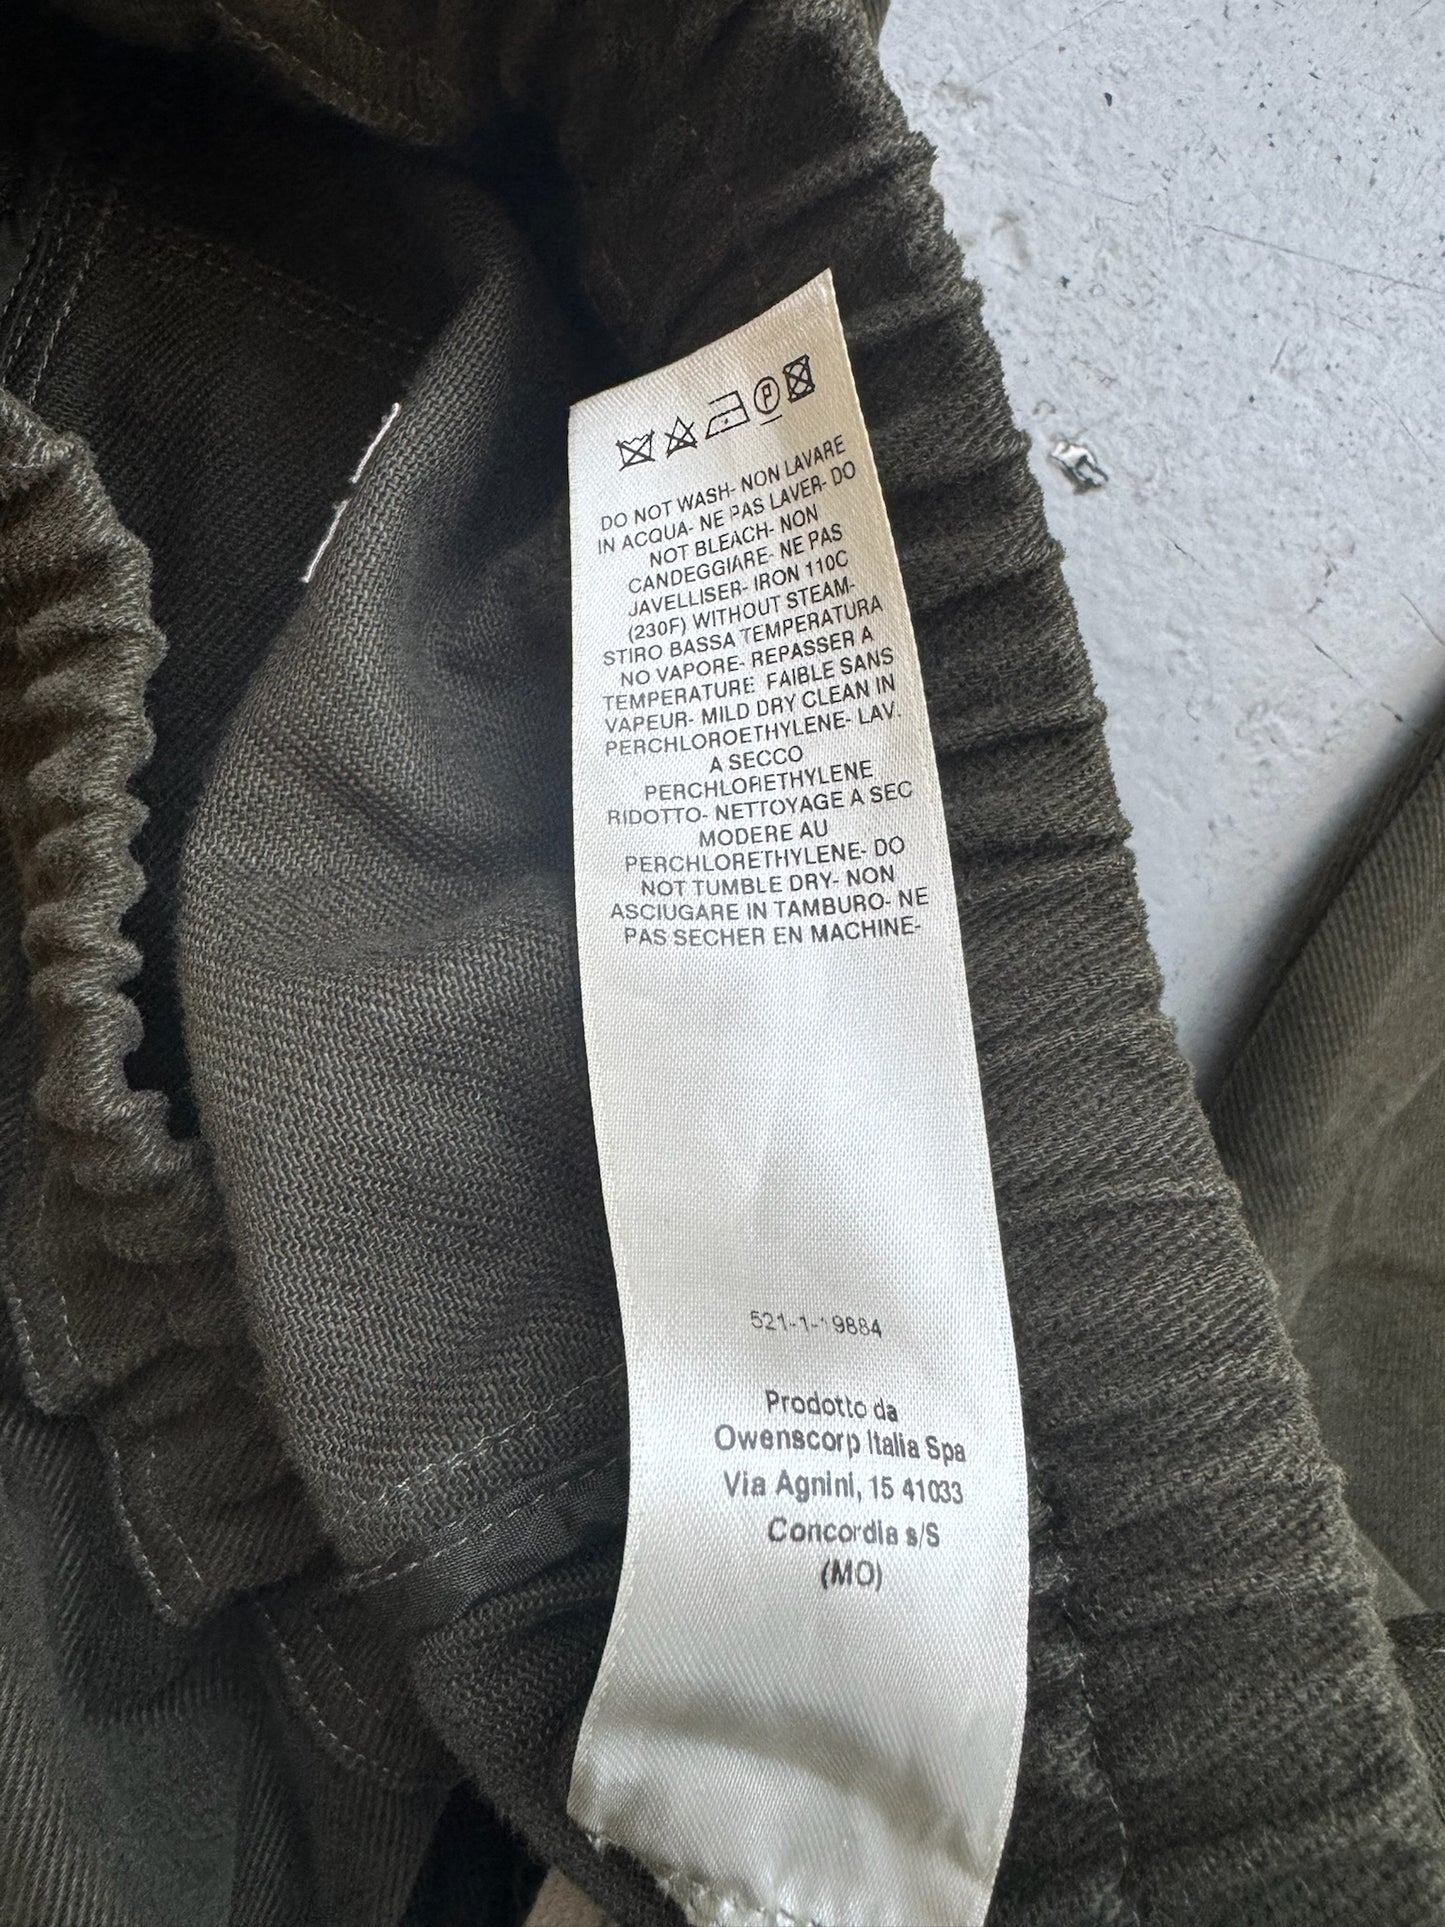 DO NOT WASH- NON LAVARE
IN ACQUA- NE PAS LAVER- DO
NOT BLEACH- NON
CANDEGGIARE- NE PAS
JAVELLISER- IRON 110C
(230F) WITHOUT STEAM-
STIRO BASSA TEMPERATURA
NO VAPORE- REPASSER A
TEMPERATURE FAIBLE SANS
VAPEUR- MILD DRY CLEAN IN
PERCHLOROETHYLENE- LAV.
A SECCO
PERCHLORETHYLENE
RIDOTTO- NETTOYAGE A SEC
MODERE AU
PERCHLORETHYLENE- DO
NOT TUMBLE DRY- NON
ASCIUGARE IN TAMBURO- NE
PAS SECHER EN MACHINE-
521-1-19884
Prodotto da
Owenscorp Italia Spa
Via Agnini, 15 41033
Concordia s/S
(MO)